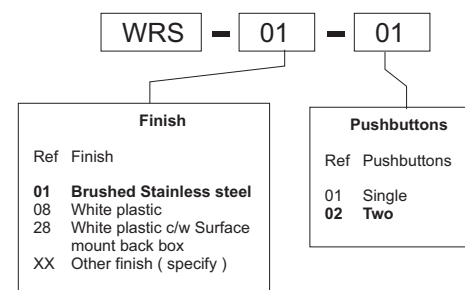 WRS - 01 - 01
Finish
Ref Finish
01 Brushed Stainless steel
08 White plastic
28 White plastic c/w Surface
mount back box
XX Other finish ( specify )
Pushbuttons
Ref Pushbuttons
01 Single
02 Two